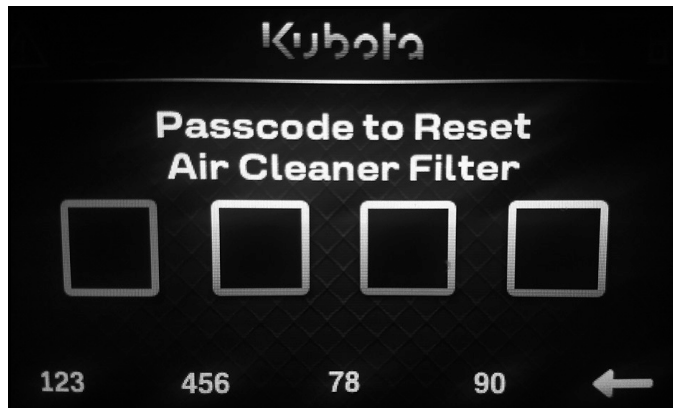 Kubota
Passcode to Reset
Air Cleaner Filter
123 456 78 90